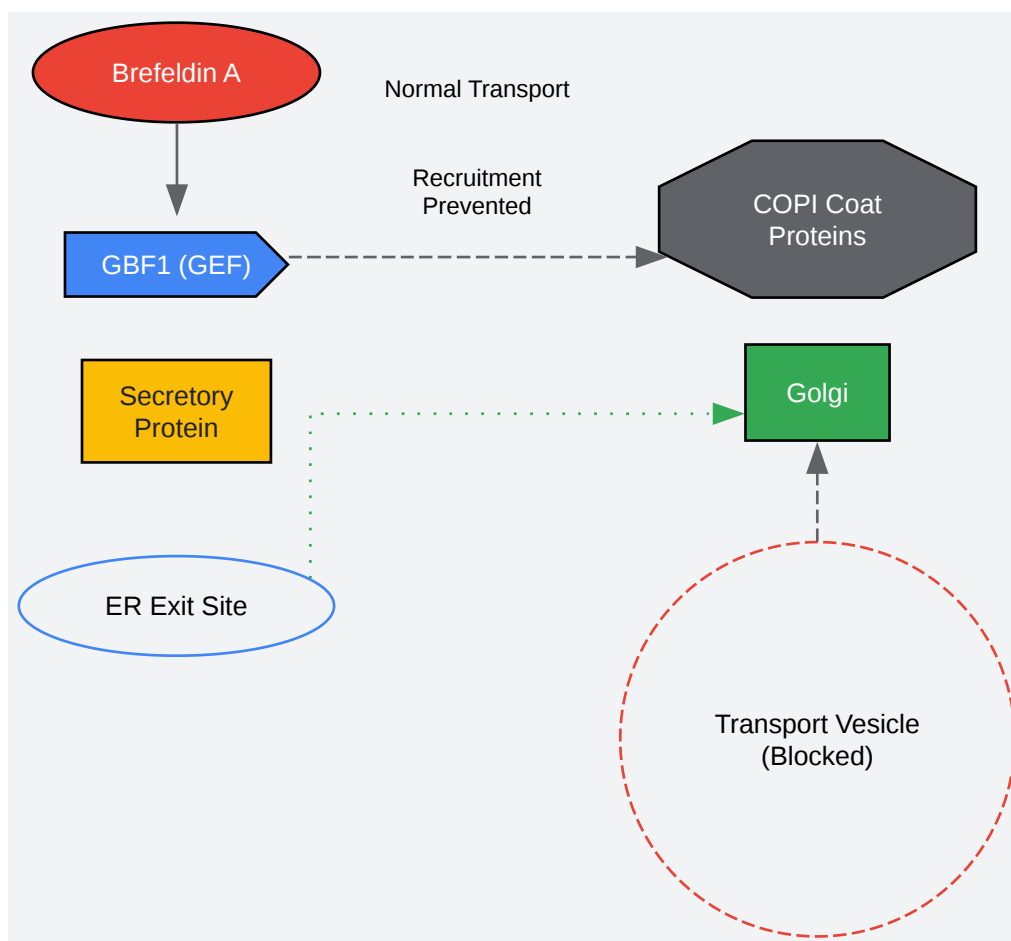 Brefeldin A
Normal Transport
Recruitment
Prevented
COPI Coat
Proteins
GBF1 (GEF)
Secretory
Protein
Golgi
ER Exit Site
Transport Vesicle
(Blocked)